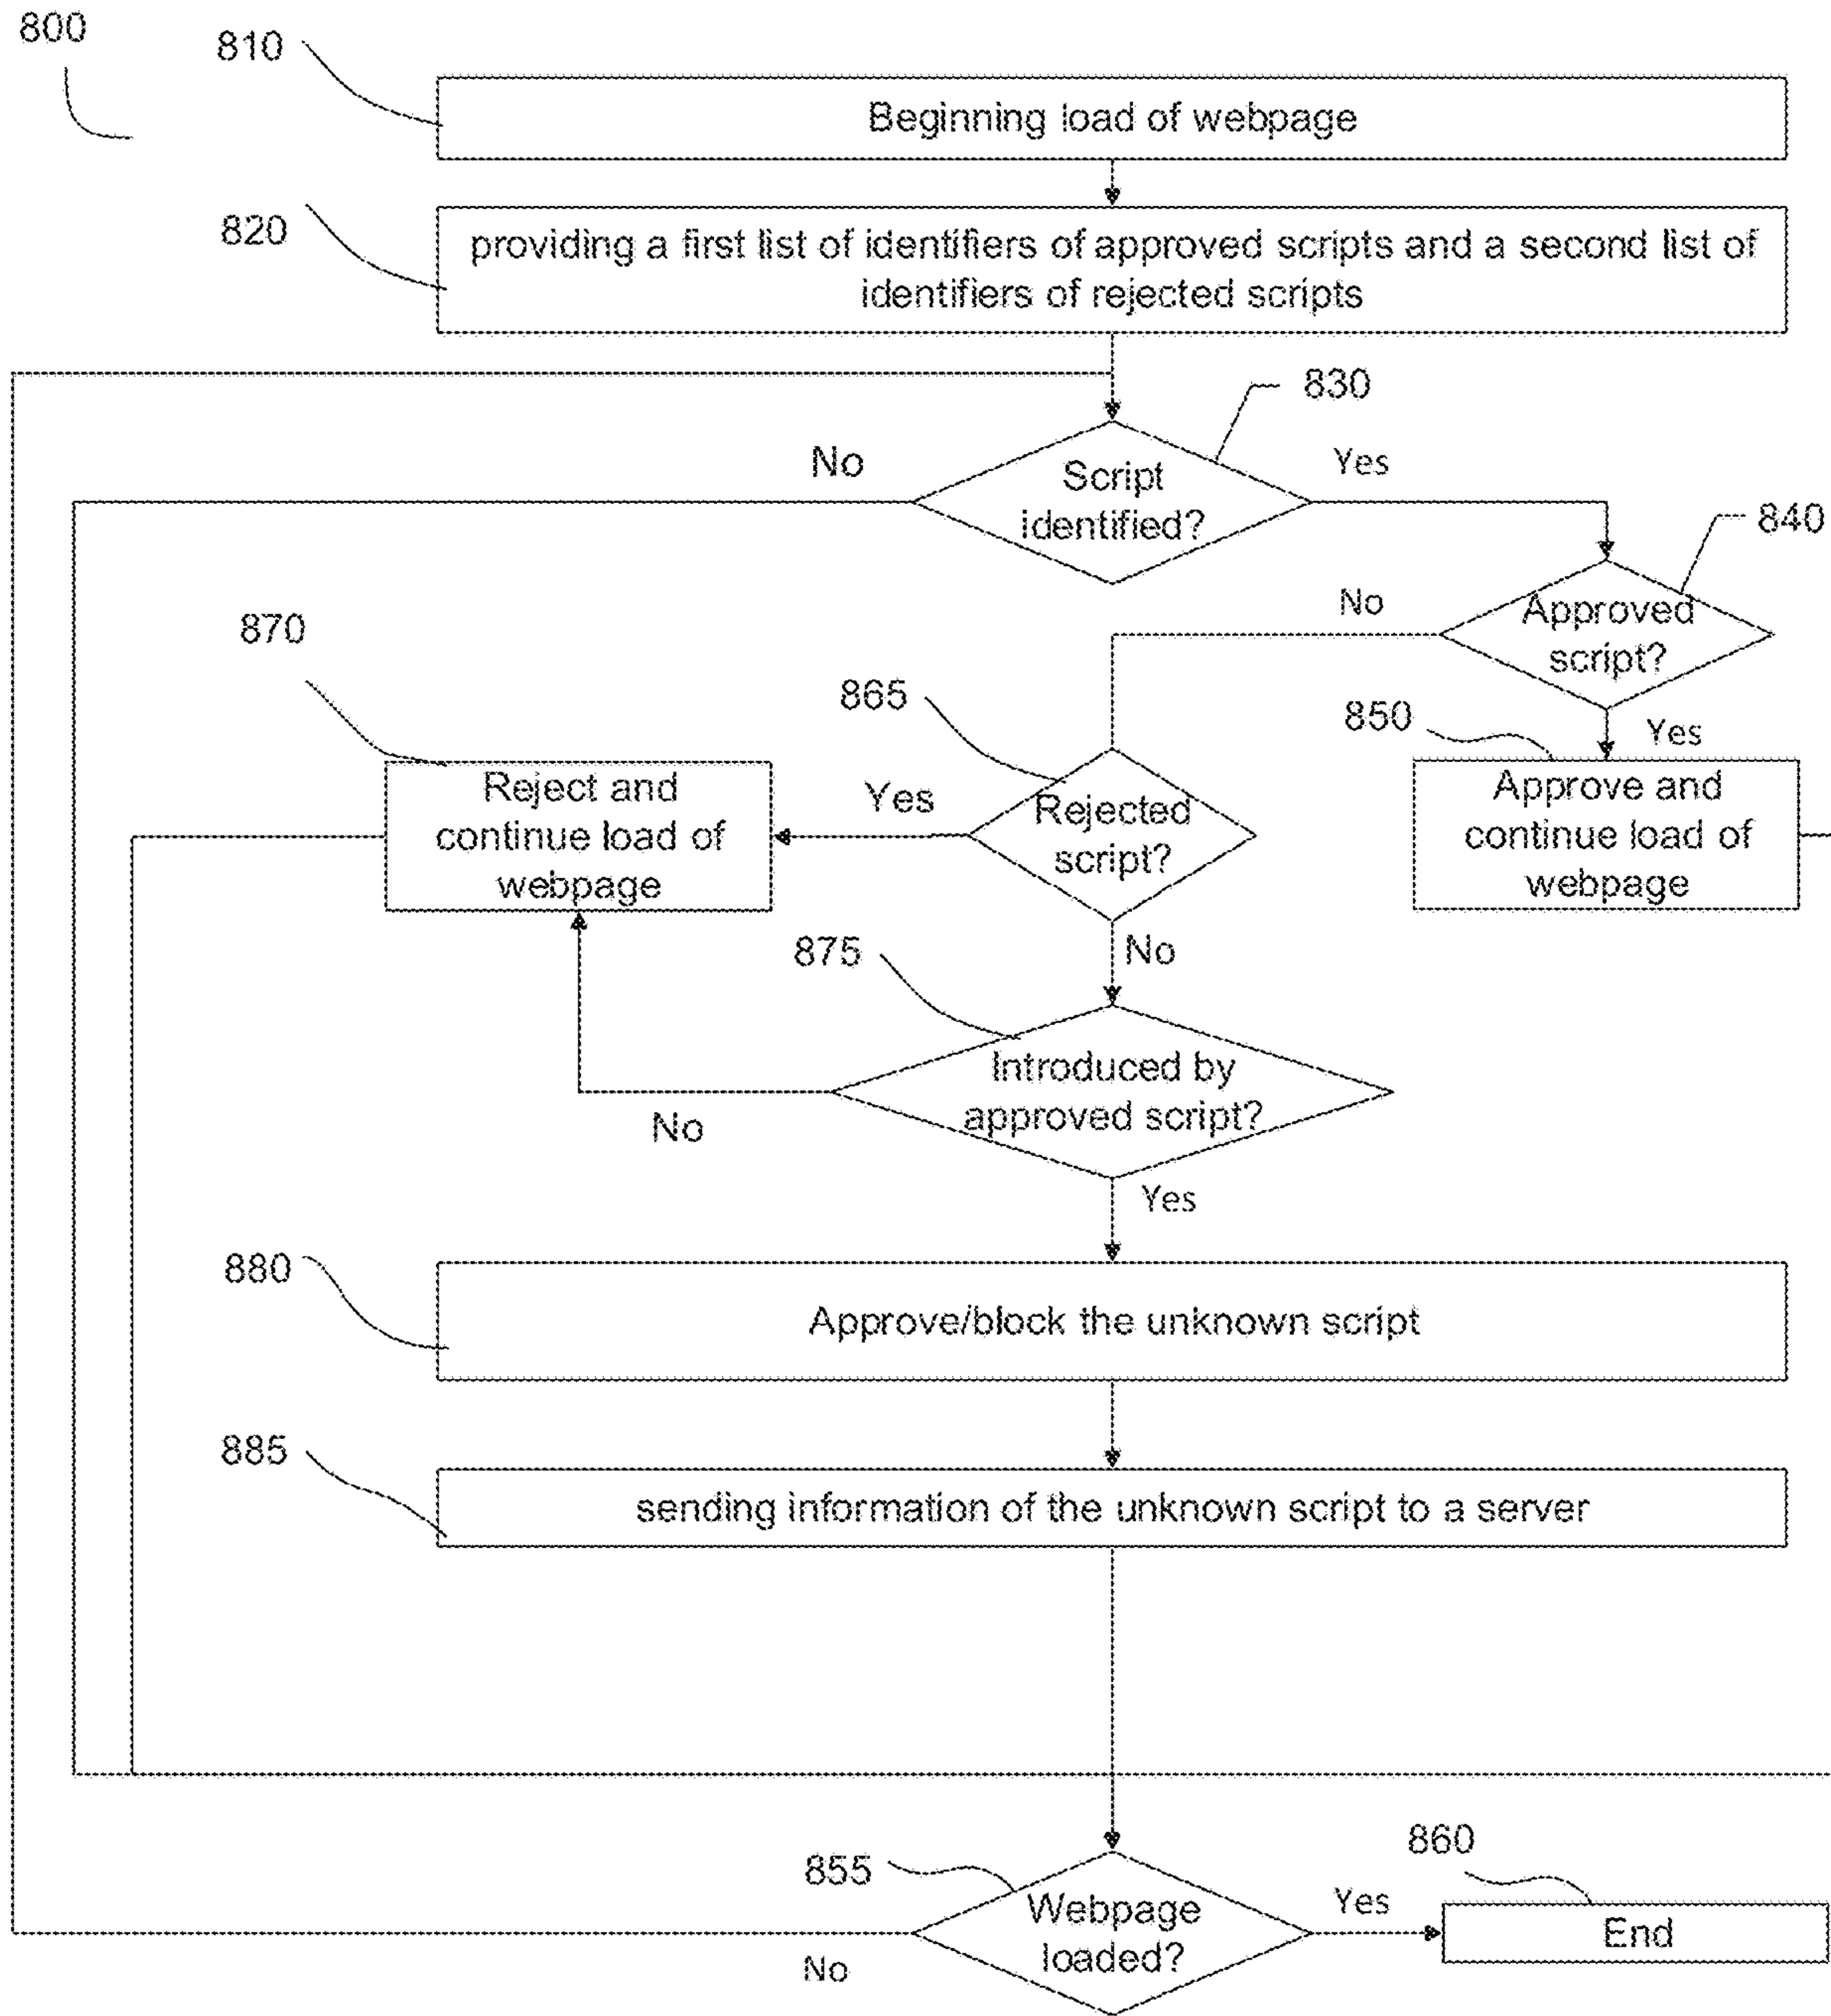 800
810
Beginning load of webpage
820
providing a first list of identifiers of approved scripts and a second list of
identifiers of rejected scripts
830
No
Yes
Script
identified?
840
No
Approved
script?
870
865
850
Yes
Reject and
continue load of
webpage
Yes
Rejected
script?
Approve and
continue load of
webpage
875
No
Introduced by
approved script?
No
Yes
880
Approve/block the unknown script
885
sending information of the unknown script to a server
860
855
Webpage
loaded?
Yes
End
No